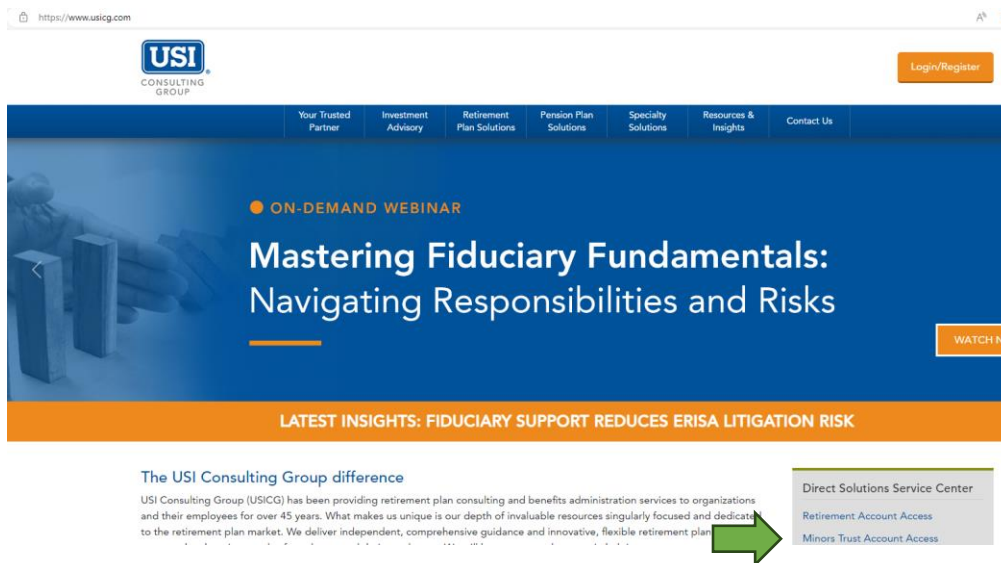 https://www.usicg.com
USI
CONSULTING
GROUP
Login/Register
Your Trusted Partner
Investment Advisory
Retirement Plan Solutions
Pension Plan Solutions
Specialty Solutions
Resources & Insights
Contact Us
ON-DEMAND WEBINAR
Mastering Fiduciary Fundamentals:
Navigating Responsibilities and Risks
WATCH N
LATEST INSIGHTS: FIDUCIARY SUPPORT REDUCES ERISA LITIGATION RISK
The USI Consulting Group difference
USI Consulting Group (USICG) has been providing retirement plan consulting and benefits administration services to organizations
and their employees for over 45 years. What makes us unique is our depth of invaluable resources singularly focused and dedicated
to the retirement plan market. We deliver independent, comprehensive guidance and innovative, flexible retirement plan
Direct Solutions Service Center
Retirement Account Access
Minors Trust Account Access